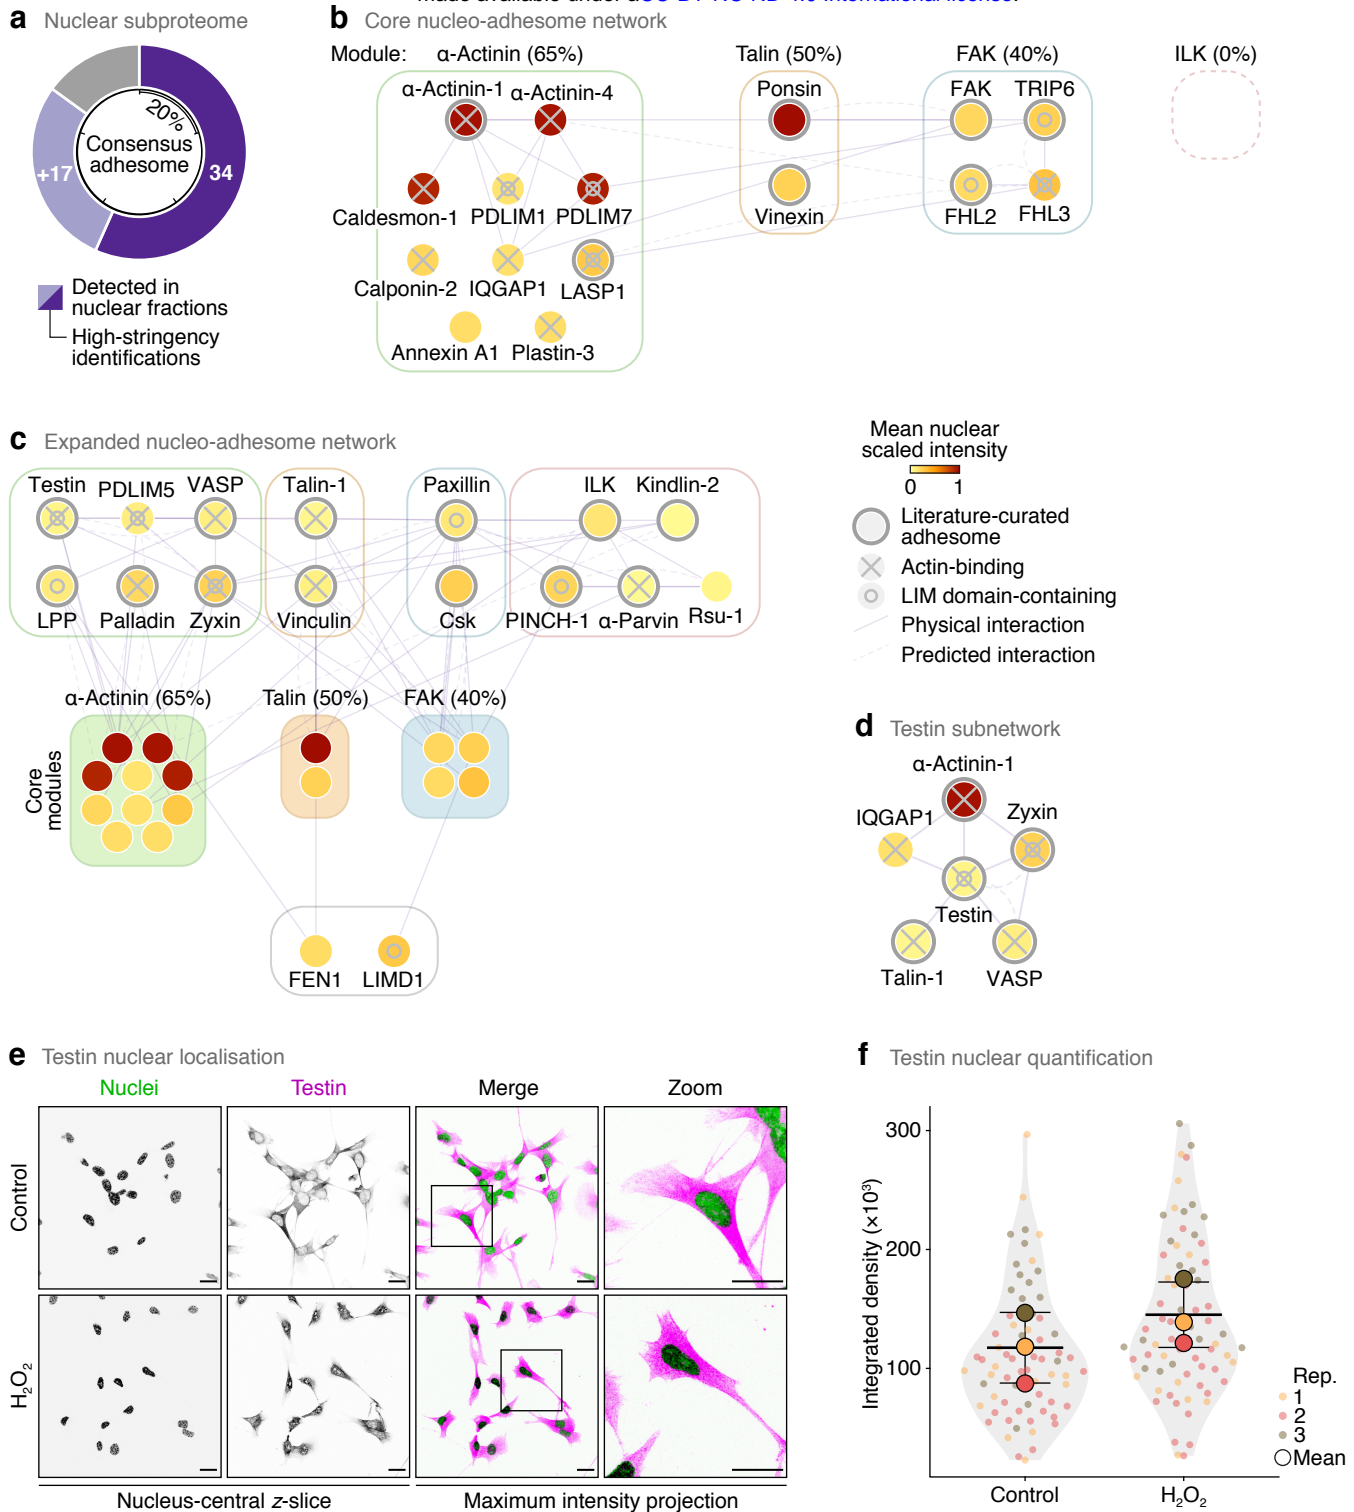 a Nuclear subproteome
20%
Consensus
adhesome
+17
34
Detected in
nuclear fractions
High-stringency
identifications
b Core nucleo-adhesome network
Module: α-Actinin (65%) Talin (50%) FAK (40%) ILK (0%)
α-Actinin-1 α-Actinin-4 Ponsin FAK TRIP6
Caldesmon-1 PDLIM1 PDLIM7 Vinexin FHL2 FHL3
Calponin-2 IQGAP1 LASP1
Annexin A1 Plastin-3
c Expanded nucleo-adhesome network
Testin PDLIM5 VASP Talin-1 Paxillin ILK Kindlin-2
LPP Palladin Zyxin Vinculin Csk PINCH-1 α-Parvin Rsu-1
α-Actinin (65%) Talin (50%) FAK (40%)
Core
modules
FEN1 LIMD1
Mean nuclear
scaled intensity
0 1
Literature-curated
adhesome
Actin-binding
LIM domain-containing
Physical interaction
Predicted interaction
d Testin subnetwork
α-Actinin-1
IQGAP1 Zyxin
Testin
Talin-1 VASP
e Testin nuclear localisation
Nuclei Testin Merge Zoom
Control
H2O2
Nucleus-central z-slice Maximum intensity projection
f Testin nuclear quantification
Integrated density (×10³)
300
200
100
Control H2O2
Rep.
1
2
3
Mean